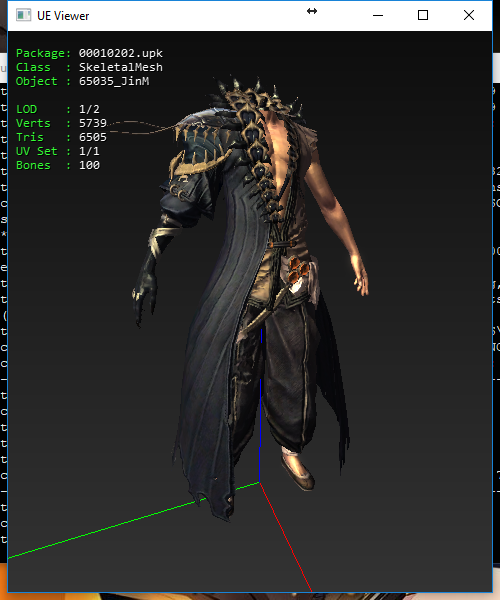 UE Viewer
Package: 00010202.upk
Class : SkeletalMesh
Object : 65035_JinM
LOD : 1/2
Verts : 5739
Tris : 6505
UV Set : 1/1
Bones : 100